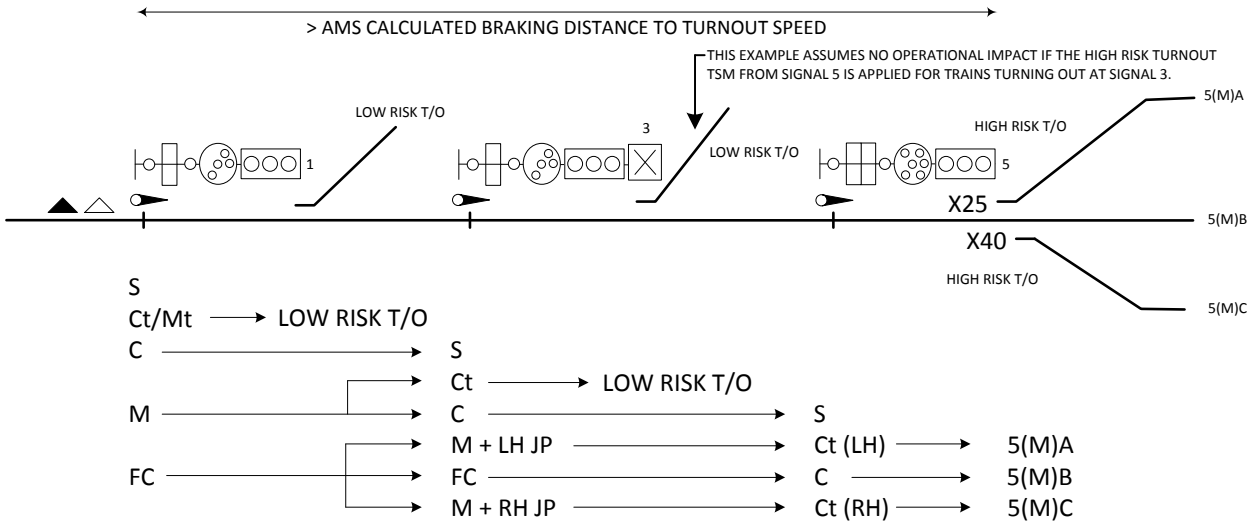 > AMS CALCULATED BRAKING DISTANCE TO TURNOUT SPEED
THIS EXAMPLE ASSUMES NO OPERATIONAL IMPACT IF THE HIGH RISK TURNOUT
TSM FROM SIGNAL 5 IS APPLIED FOR TRAINS TURNING OUT AT SIGNAL 3.
LOW RISK T/O
1
3
LOW RISK T/O
HIGH RISK T/O
5
5(M)A
X25
5(M)B
X40
HIGH RISK T/O
5(M)C
S
Ct/Mt LOW RISK T/O
C S
Ct LOW RISK T/O
M C S
M + LH JP Ct (LH) 5(M)A
FC FC C 5(M)B
M + RH JP Ct (RH) 5(M)C